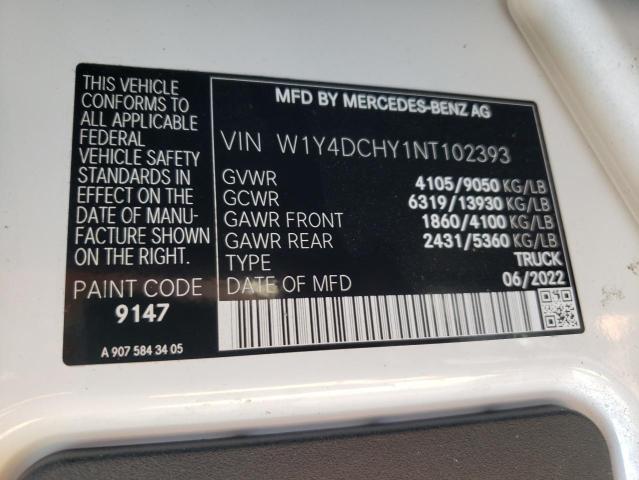 THIS VEHICLE
CONFORMS TO
ALL APPLICABLE
FEDERAL
VEHICLE SAFETY
STANDARDS IN
EFFECT ON THE
DATE OF MANU-
FACTURE SHOWN
ON THE RIGHT.
PAINT CODE
9147
A 907 584 34 05
MFD BY MERCEDES-BENZ AG
VIN W1Y4DCHY1NT102393
GVWR 4105/9050 KG/LB
GCWR 6319/13930 KG/LB
GAWR FRONT 1860/4100 KG/LB
GAWR REAR 2431/5360 KG/LB
TYPE TRUCK
DATE OF MFD 06/2022